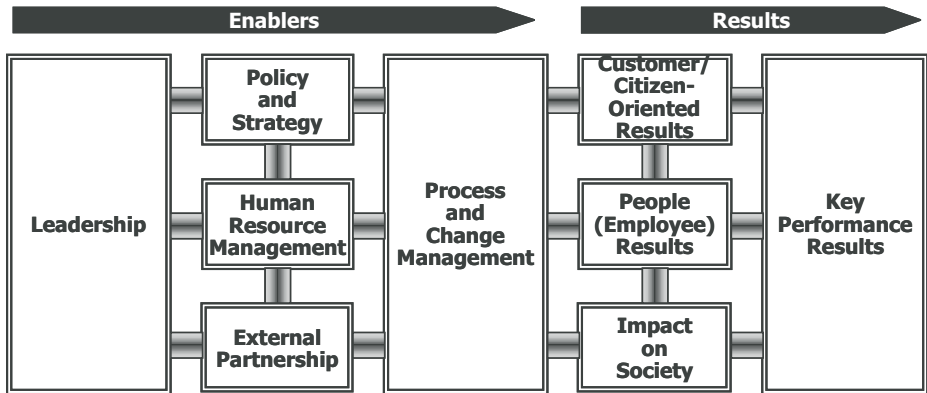 Enablers
Results
Leadership
Policy
and
Strategy
Human
Resource
Management
External
Partnership
Process
and
Change
Management
Customer/
Citizen-
Oriented
Results
People
(Employee)
Results
Impact
on
Society
Key
Performance
Results